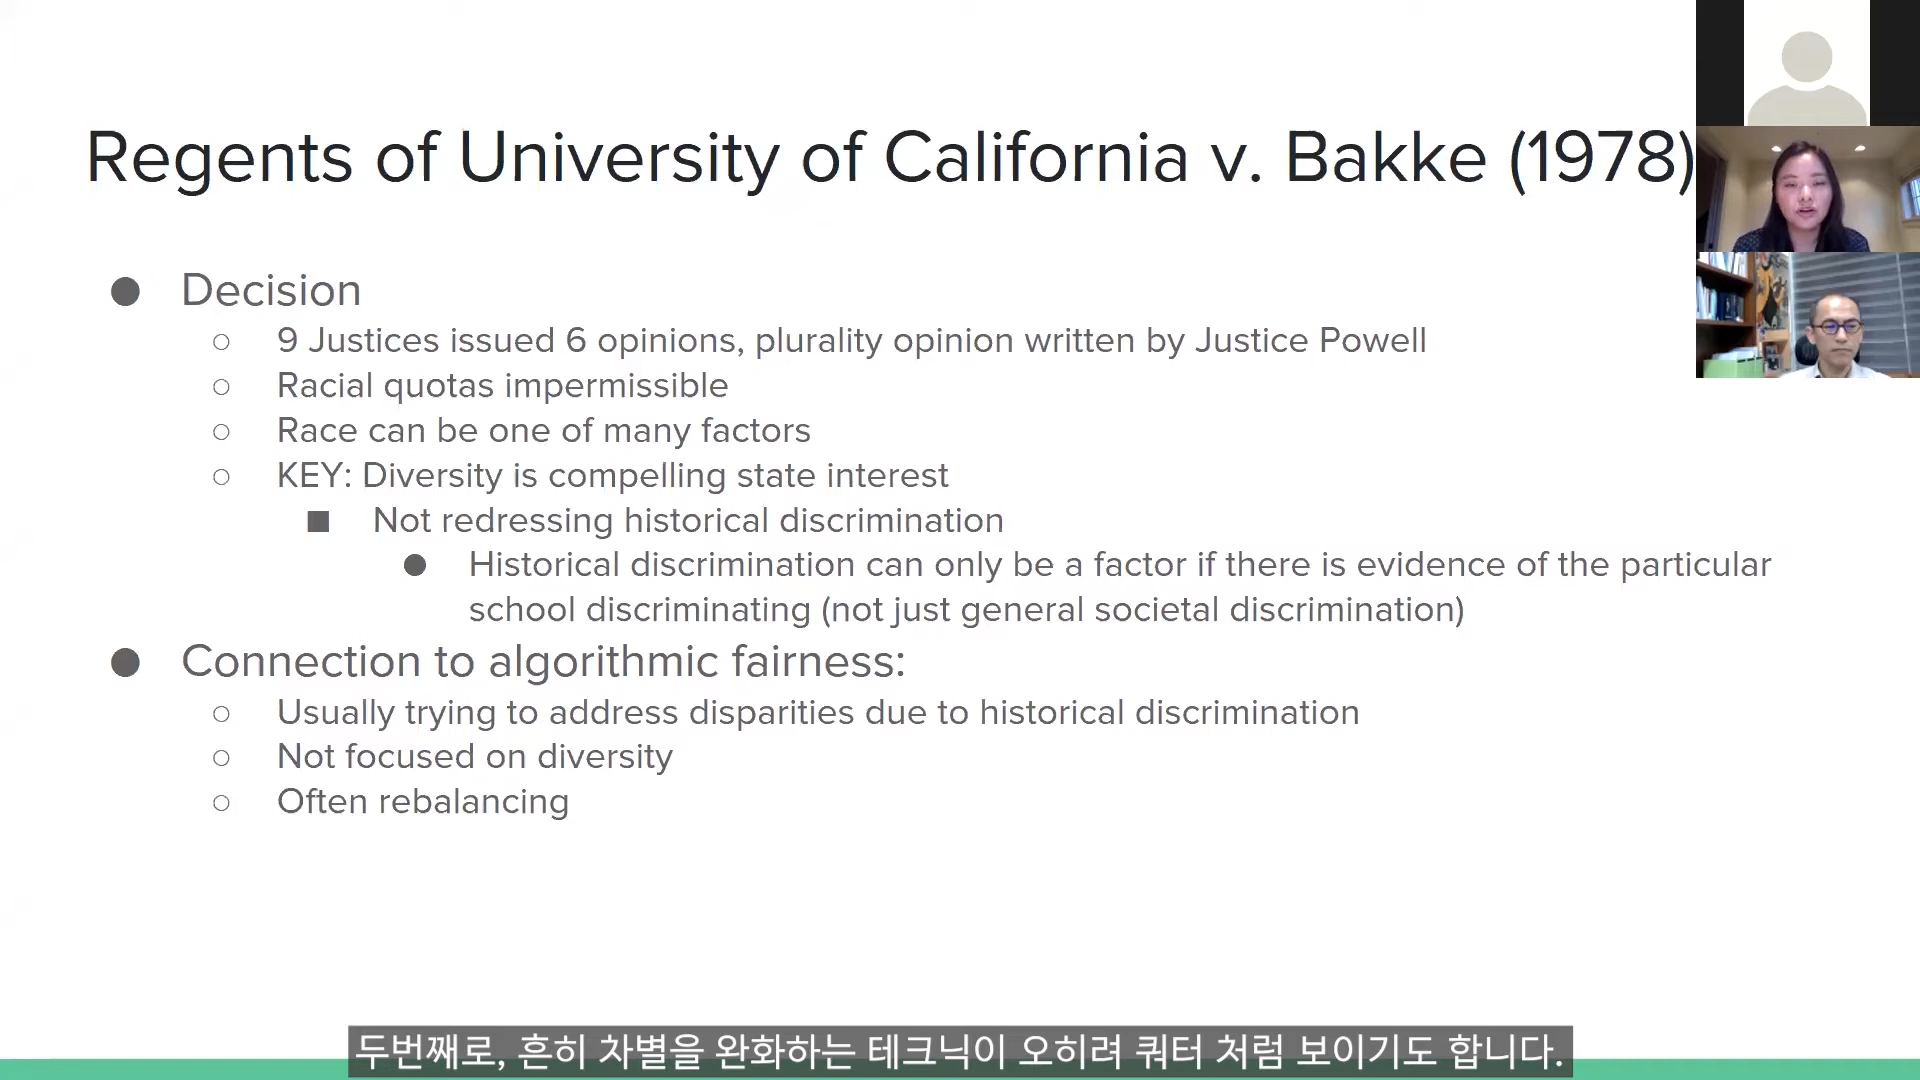 Regents of University of California v. Bakke (1978)
● Decision
○ 9 Justices issued 6 opinions, plurality opinion written by Justice Powell
○ Racial quotas impermissible
○ Race can be one of many factors
○ KEY: Diversity is compelling state interest
■ Not redressing historical discrimination
● Historical discrimination can only be a factor if there is evidence of the particular
school discriminating (not just general societal discrimination)
● Connection to algorithmic fairness:
○ Usually trying to address disparities due to historical discrimination
○ Not focused on diversity
○ Often rebalancing
두번째로, 흔히 차별을 완화하는 테크닉이 오히려 쿼터 처럼 보이기도 합니다.